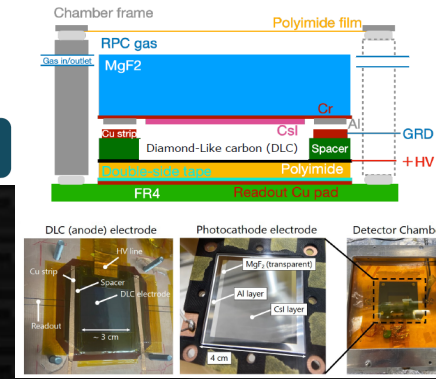 Chamber frame
Polyimide film
RPC gas
Gas in/outlet
MgF2
Cr
CsI
Al
Cu strip
Diamond-Like carbon (DLC)
Spacer
GRD
+HV
Double-side tape
Polyimide
FR4
Readout Cu pad
DLC (anode) electrode
Photocathode electrode
Detector Chamb
HV line
Cu strip
Spacer
DLC electrode
Readout
~ 3 cm
MgF₂ (transparent)
Al layer
CsI layer
4 cm